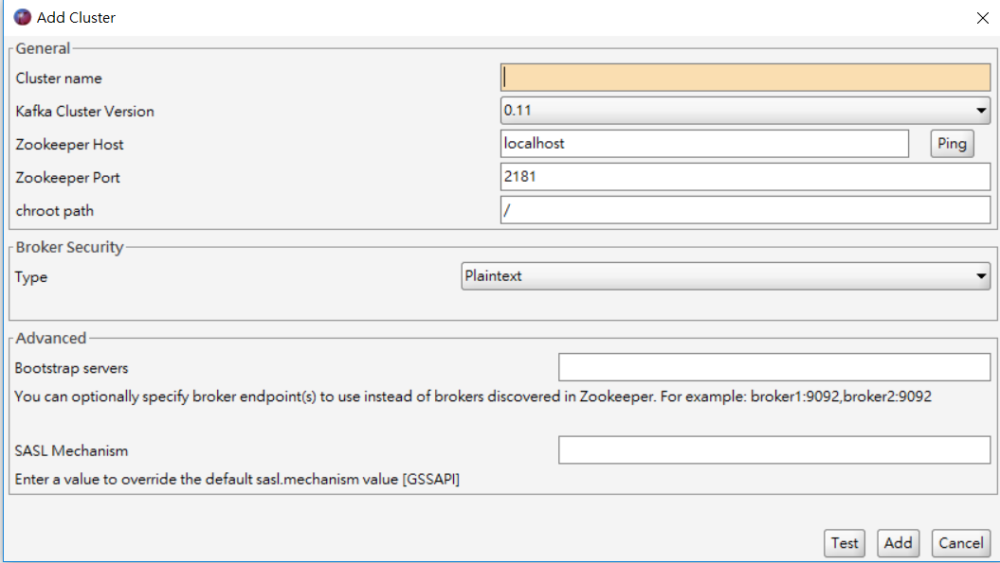 Add Cluster
General
Cluster name
Kafka Cluster Version 0.11
Zookeeper Host localhost Ping
Zookeeper Port 2181
chroot path /
Broker Security
Type Plaintext
Advanced
Bootstrap servers
You can optionally specify broker endpoint(s) to use instead of brokers discovered in Zookeeper. For example: broker1:9092,broker2:9092
SASL Mechanism
Enter a value to override the default sasl.mechanism value [GSSAPI]
Test Add Cancel